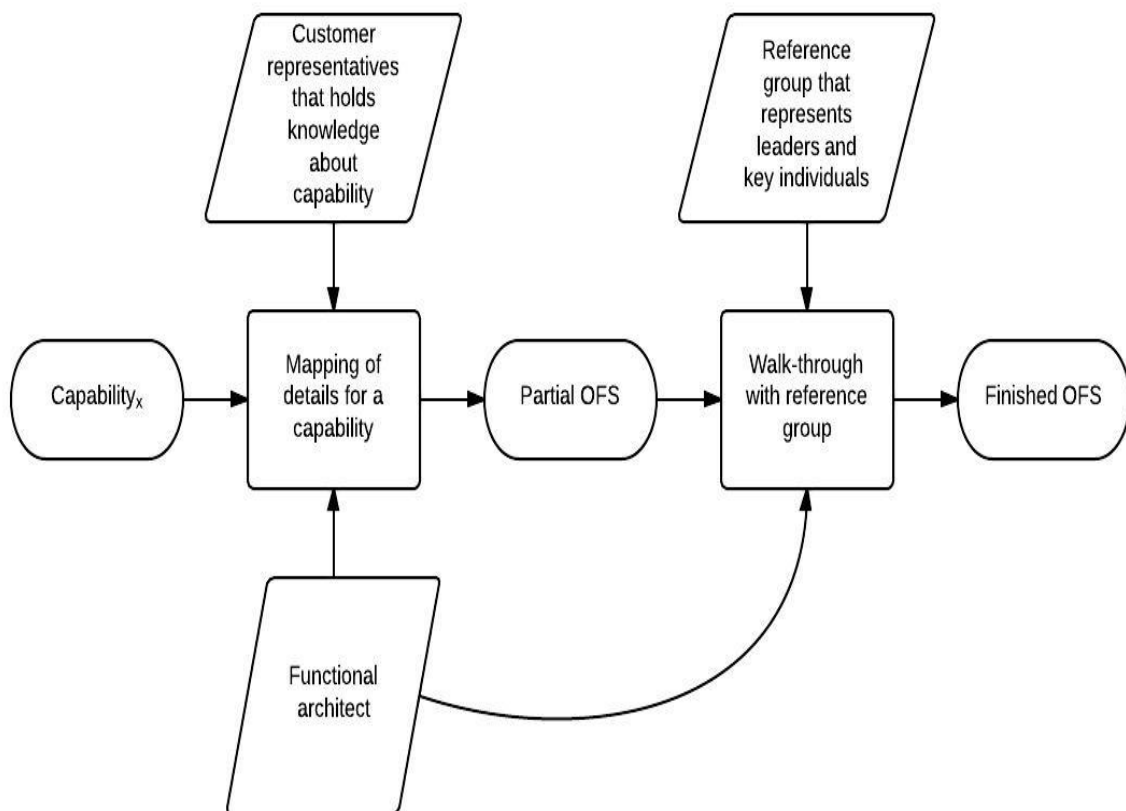 Customer
representatives
that holds
knowledge
about
capability
Reference
group that
represents
leaders and
key individuals
Capabilityₓ
Mapping of
details for a
capability
Partial OFS
Walk-through
with reference
group
Finished OFS
Functional
architect